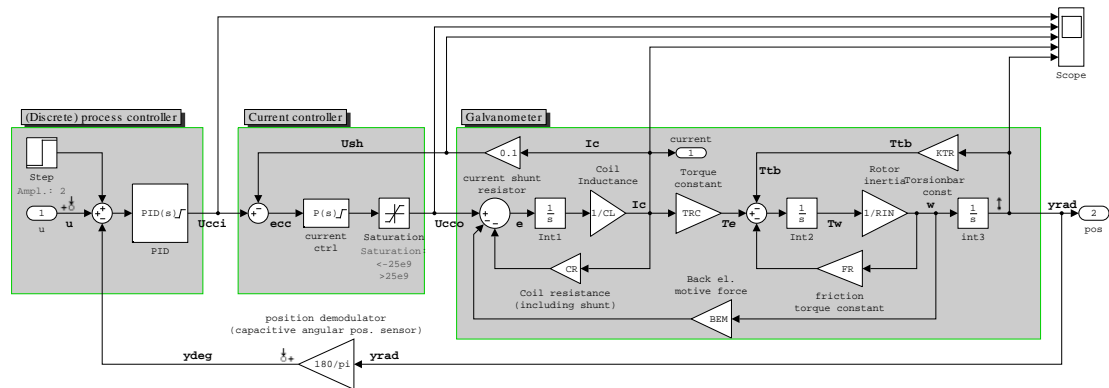 Scope
(Discrete) process controller
Current controller
Galvanometer
Step
Ampl.: 2
1
u
u
+
+
−
PID(s)
PID
Ucci
Ush
+
−
ecc
P(s)
current
ctrl
Saturation
Saturation:
<-25e9
>25e9
Ucco
0.1
current shunt
resistor
Ic
current
1
+
−
e
1
s
Int1
Coil
Inductance
1/CL
Ic
Torque
constant
TRC
Te
Ttb
Ttb
KTR
Torsionbar
const
+
−
1
s
Int2
Tw
Rotor
inertia
1/RIN
w
1
s
int3
yrad
2
pos
CR
Coil resistance
(including shunt)
FR
friction
torque constant
Back el.
motive force
BEM
position demodulator
(capacitive angular pos. sensor)
ydeg
180/pi
yrad